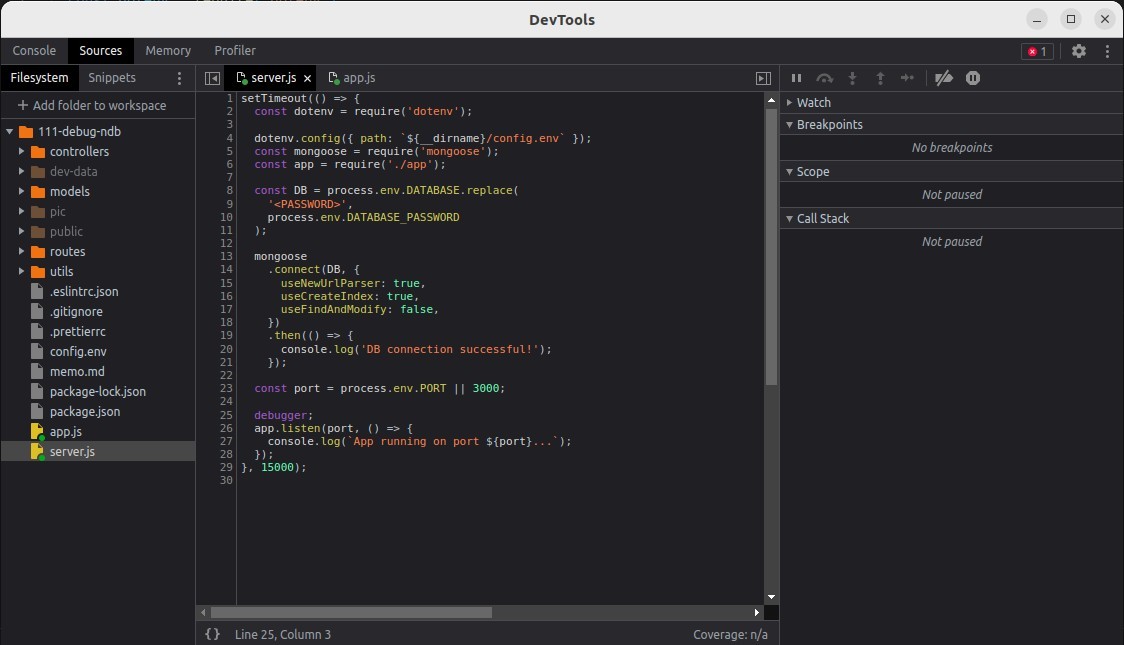 DevTools
Console Sources Memory Profiler 1
Filesystem Snippets
server.js × app.js
+ Add folder to workspace
111-debug-ndb
controllers
dev-data
models
pic
public
routes
utils
.eslintrc.json
.gitignore
.prettierrc
config.env
memo.md
package-lock.json
package.json
app.js
server.js
1 setTimeout(() => {
2 const dotenv = require('dotenv');
3
4 dotenv.config({ path: `${__dirname}/config.env` });
5 const mongoose = require('mongoose');
6 const app = require('./app');
7
8 const DB = process.env.DATABASE.replace(
9 '<PASSWORD>',
10 process.env.DATABASE_PASSWORD
11 );
12
13 mongoose
14 .connect(DB, {
15 useNewUrlParser: true,
16 useCreateIndex: true,
17 useFindAndModify: false,
18 })
19 .then(() => {
20 console.log('DB connection successful!');
21 });
22
23 const port = process.env.PORT || 3000;
24
25 debugger;
26 app.listen(port, () => {
27 console.log(`App running on port ${port}...`);
28 });
29 }, 15000);
30
{} Line 25, Column 3 Coverage: n/a
Watch
Breakpoints
No breakpoints
Scope
Not paused
Call Stack
Not paused